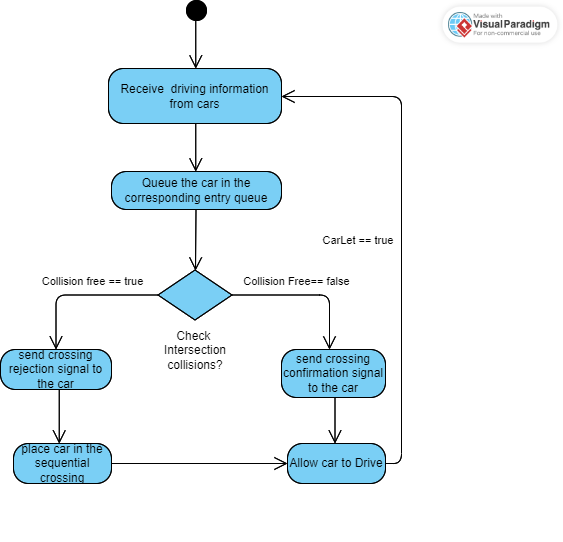 Made with
Visual Paradigm
For non-commercial use
Receive driving information
from cars
Queue the car in the
corresponding entry queue
CarLet == true
Collision free == true
Collision Free== false
Check
Intersection
collisions?
send crossing
rejection signal to
the car
send crossing
confirmation signal
to the car
place car in the
sequential
crossing
Allow car to Drive